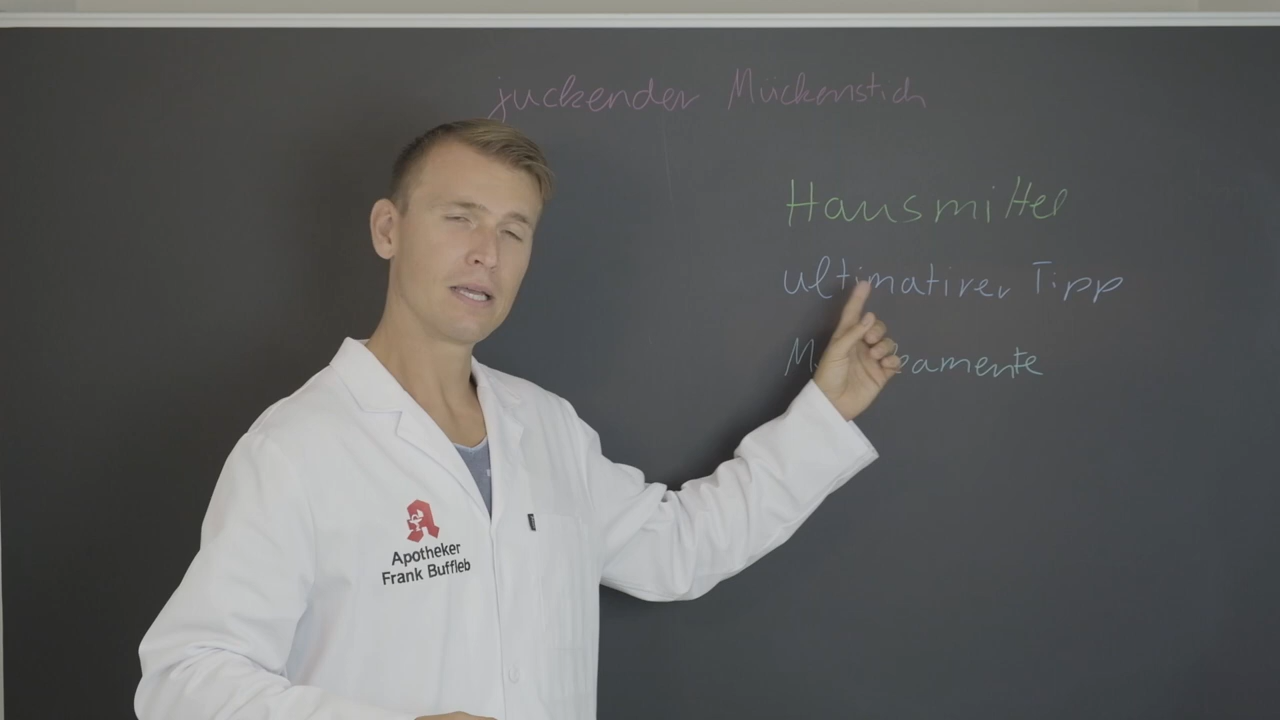 juckender Mückenstich
Hausmittel
ultimativer Tipp
Apotheker
Frank Buffleb